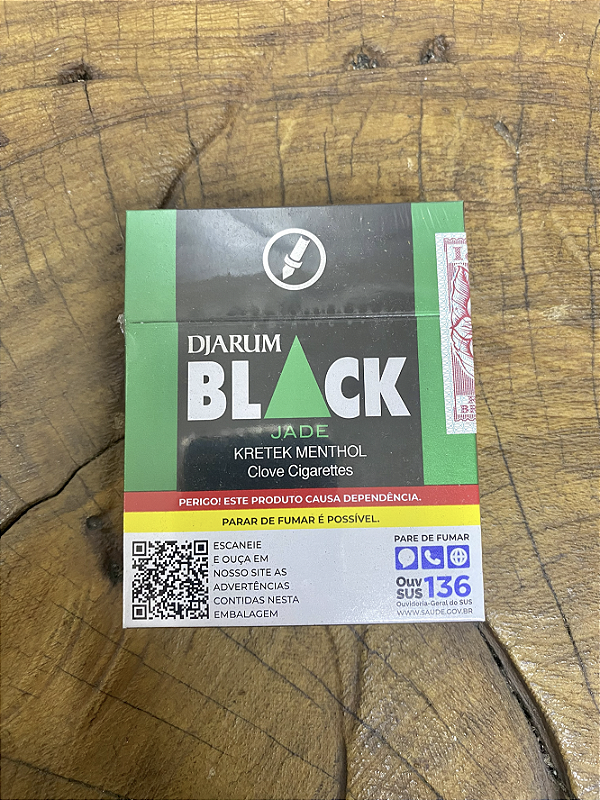 DJARUM
BLACK
JADE
KRETEK MENTHOL
Clove Cigarettes
PERIGO! ESTE PRODUTO CAUSA DEPENDÊNCIA.
PARAR DE FUMAR É POSSÍVEL.
ESCANEIE
E OUÇA EM
NOSSO SITE AS
ADVERTÊNCIAS
CONTIDAS NESTA
EMBALAGEM
PARE DE FUMAR
Ouv
SUS 136
Ouvidoria-Geral do SUS
WWW.SAUDE.GOV.BR